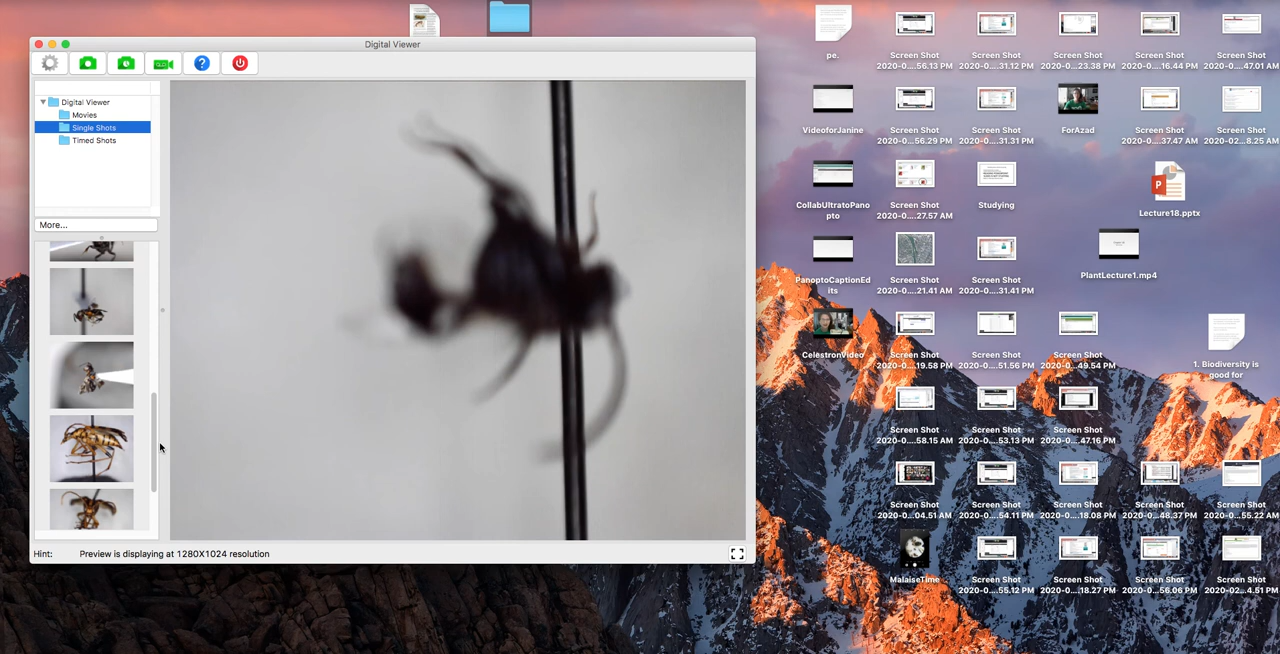 Digital Viewer
Digital Viewer
Movies
Single Shots
Timed Shots
More...
Hint:
Preview is displaying at 1280X1024 resolution
pe.
Screen Shot
2020-0....56.13 PM
Screen Shot
2020-0....31.12 PM
Screen Shot
2020-0....23.38 PM
Screen Shot
2020-0....16.44 PM
Screen Shot
2020-02....47.01 AM
VideoforJanine
Screen Shot
2020-0....56.29 PM
Screen Shot
2020-0....31.31 PM
ForAzad
Screen Shot
2020-0...37.47 AM
Screen Shot
2020-02...8.25 AM
CollabUltratoPano
pto
Screen Shot
2020-0....27.57 AM
Studying
Lecture18.pptx
PanoptoCaptionEd
its
Screen Shot
2020-0....21.41 AM
Screen Shot
2020-0....31.41 PM
PlantLecture1.mp4
CelestronVideo
Screen Shot
2020-0....19.58 PM
Screen Shot
2020-0....51.56 PM
Screen Shot
2020-0...49.54 PM
1. Biodiversity is
good for
Screen Shot
2020-0....58.15 AM
Screen Shot
2020-0....53.13 PM
Screen Shot
2020-0....47.16 PM
Screen Shot
2020-0...04.51 AM
Screen Shot
2020-0....54.11 PM
Screen Shot
2020-0....18.08 PM
Screen Shot
2020-0...48.37 PM
Screen Shot
2020-02...55.22 AM
MalaiseTime
Screen Shot
2020-0....55.12 PM
Screen Shot
2020-0....18.27 PM
Screen Shot
2020-0...56.06 PM
Screen Shot
2020-02...4.51 PM